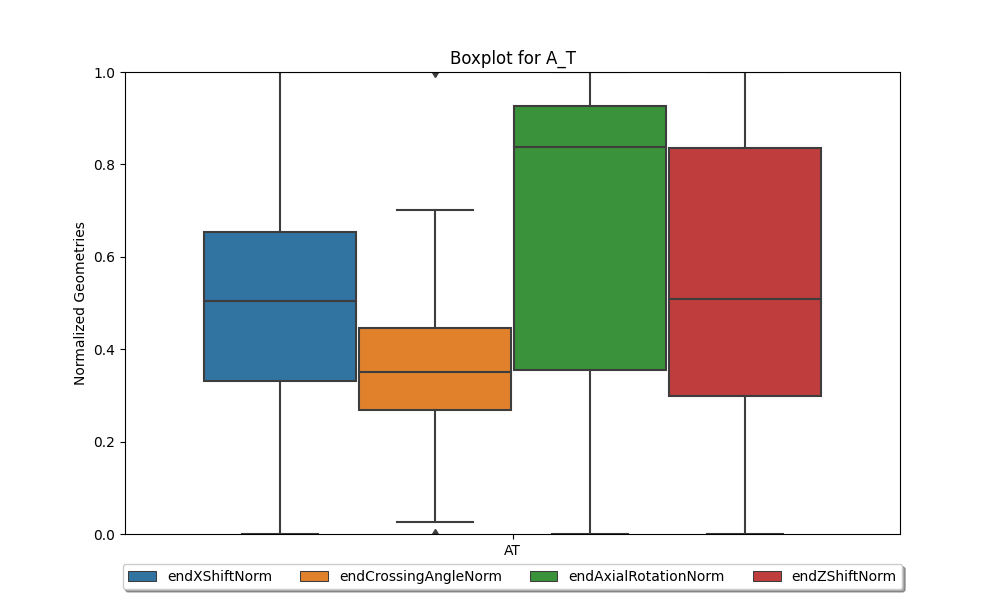 Boxplot for A_T
1.0
0.8
0.6
0.4
0.2
0.0
Normalized Geometries
AT
endXShiftNorm endCrossingAngleNorm endAxialRotationNorm endZShiftNorm